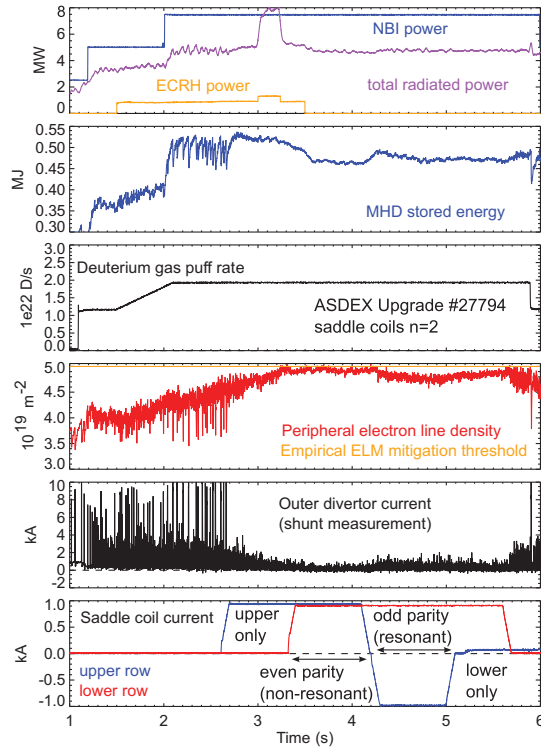 8
6
4
2
0
MW
NBI power
ECRH power
total radiated power
0.55
0.50
0.45
0.40
0.35
0.30
MJ
MHD stored energy
3.0
2.5
2.0
1.5
1.0
0.5
0.0
1e22 D/s
Deuterium gas puff rate
ASDEX Upgrade #27794
saddle coils n=2
5.0
4.5
4.0
3.5
3.0
10^19 m^-2
Peripheral electron line density
Empirical ELM mitigation threshold
10
8
6
4
2
0
-2
kA
Outer divertor current
(shunt measurement)
1.0
0.5
0.0
-0.5
-1.0
kA
Saddle coil current
upper
only
odd parity
(resonant)
even parity
(non-resonant)
lower
only
upper row
lower row
1
2
3
4
5
6
Time (s)